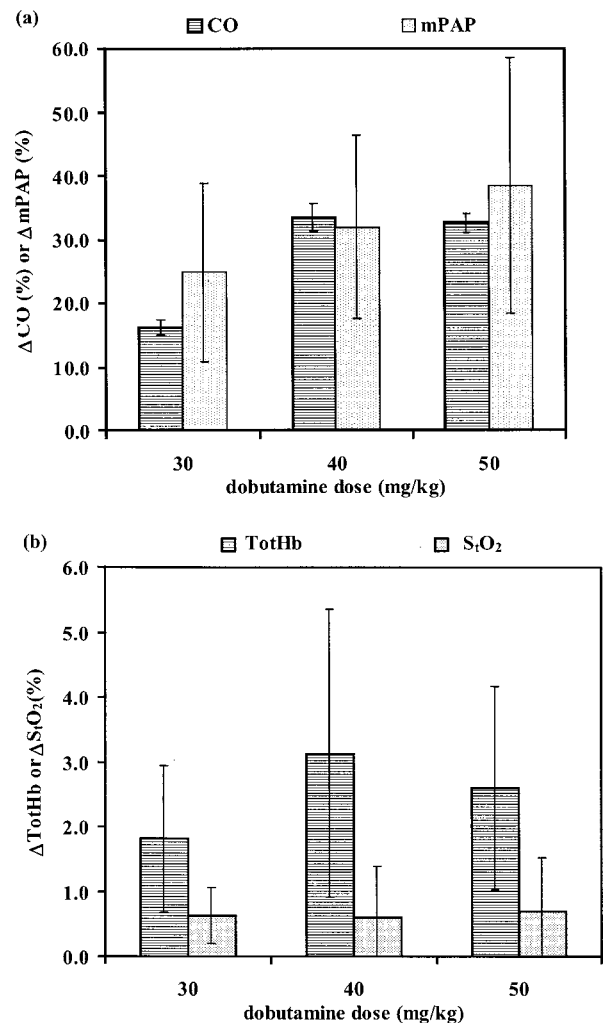 (a)
CO mPAP
60.0
50.0
40.0
30.0
20.0
10.0
0.0
ΔCO (%) or ΔmPAP (%)
30 40 50
dobutamine dose (mg/kg)
(b)
TotHb StO2
6.0
5.0
4.0
3.0
2.0
1.0
0.0
ΔTotHb or ΔStO2(%)
30 40 50
dobutamine dose (mg/kg)